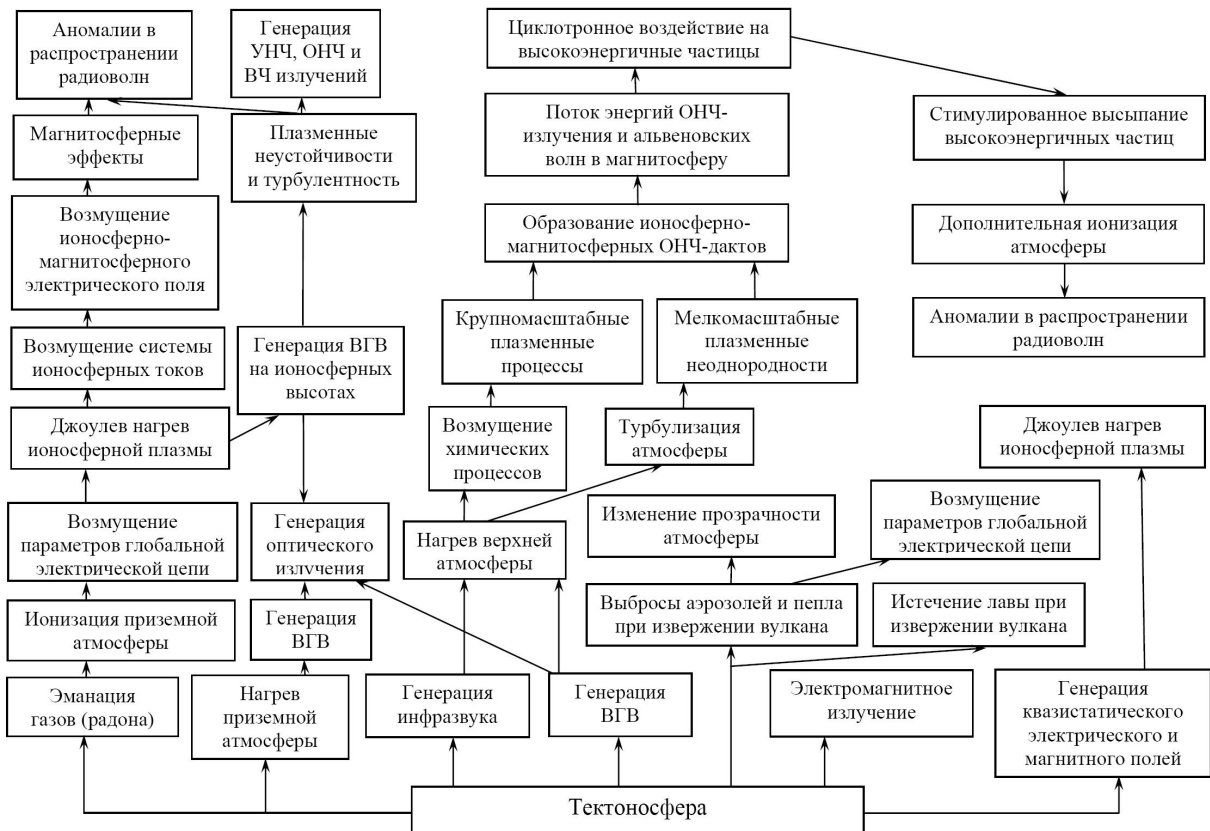 Аномалии в
распространении
радиоволн
Генерация
УНЧ, ОНЧ и
ВЧ излучений
Циклотронное воздействие на
высокоэнергичные частицы
Магнитосферные
эффекты
Плазменные
неустойчивости
и турбулентность
Поток энергий ОНЧ-
излучения и альвеновских
волн в магнитосферу
Стимулированное высыпание
высокоэнергичных частиц
Возмущение
ионосферно-
магнитосферного
электрического поля
Образование ионосферно-
магнитосферных ОНЧ-дактов
Дополнительная ионизация
атмосферы
Возмущение системы
ионосферных токов
Генерация ВГВ
на ионосферных
высотах
Крупномасштабные
плазменные
процессы
Мелкомасштабные
плазменные
неоднородности
Аномалии в распространении
радиоволн
Джоулев нагрев
ионосферной плазмы
Возмущение
химических
процессов
Турбулизация
атмосферы
Джоулев нагрев
ионосферной плазмы
Возмущение
параметров глобальной
электрической цепи
Генерация
оптического
излучения
Нагрев верхней
атмосферы
Изменение прозрачности
атмосферы
Возмущение
параметров глобальной
электрической цепи
Ионизация приземной
атмосферы
Генерация
ВГВ
Выбросы аэрозолей и пепла
при извержении вулкана
Истечение лавы при
извержении вулкана
Эманация
газов (радона)
Нагрев
приземной
атмосферы
Генерация
инфразвука
Генерация
ВГВ
Электромагнитное
излучение
Генерация
квазистатического
электрического и
магнитного полей
Тектоносфера